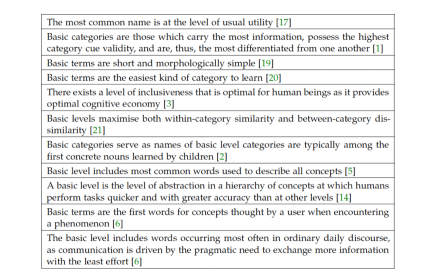 The most common name is at the level of usual utility [17]
Basic categories are those which carry the most information, possess the highest
category cue validity, and are, thus, the most differentiated from one another [1]
Basic terms are short and morphologically simple [19]
Basic terms are the easiest kind of category to learn [20]
There exists a level of inclusiveness that is optimal for human beings as it provides
optimal cognitive economy [3]
Basic levels maximise both within-category similarity and between-category dis-
similarity [21]
Basic categories serve as names of basic level categories are typically among the
first concrete nouns learned by children [2]
Basic level includes most common words used to describe all concepts [5]
A basic level is the level of abstraction in a hierarchy of concepts at which humans
perform tasks quicker and with greater accuracy than at other levels [14]
Basic terms are the first words for concepts thought by a user when encountering
a phenomenon [6]
The basic level includes words occurring most often in ordinary daily discourse,
as communication is driven by the pragmatic need to exchange more information
with the least effort [6]